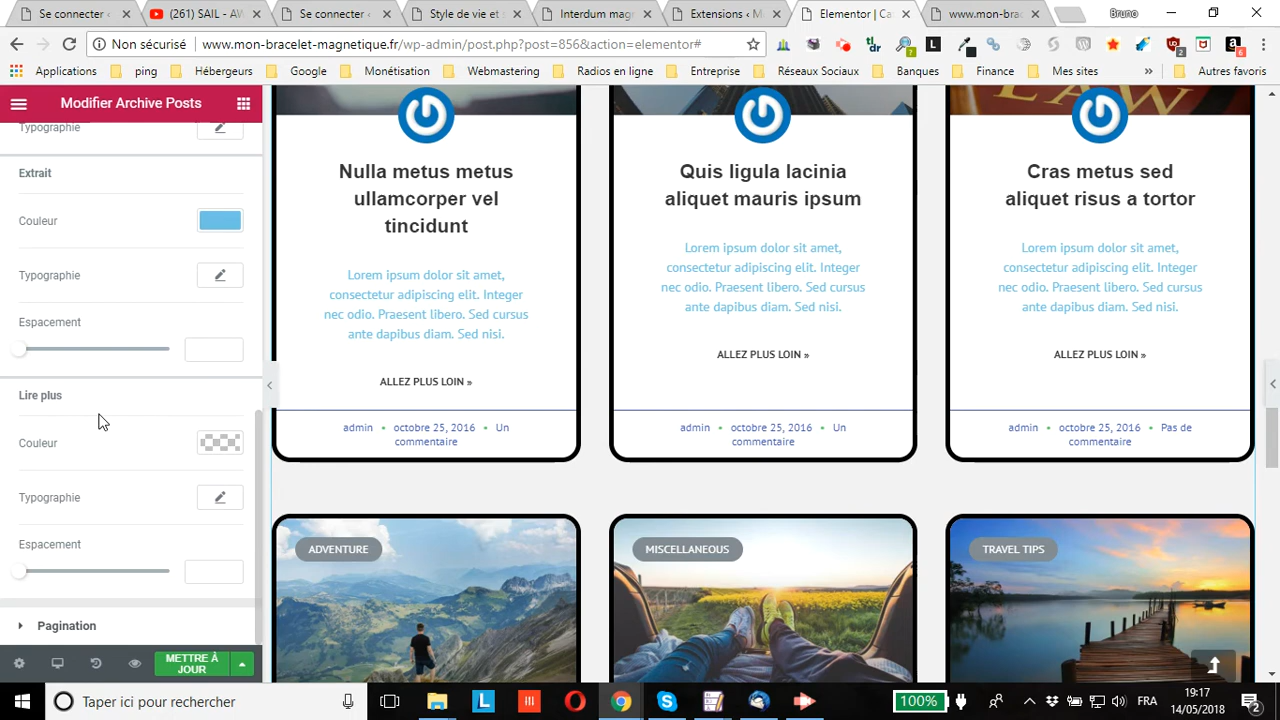 Se connecter ‹
(261) SAIL - AW
Se connecter ‹
Style de vie et
Interdum mag
Extensions ‹ M
Elementor | Ca
www.mon-brac
Bruno
Non sécurisé
www.mon-bracelet-magnetique.fr/wp-admin/post.php?post=856&action=elementor#
Applications
ping
Hébergeurs
Google
Monétisation
Webmastering
Radios en ligne
Entreprise
Réseaux Sociaux
Banques
Finance
Mes sites
»
Autres favoris
Modifier Archive Posts
Typographie
Extrait
Couleur
Typographie
Espacement
Lire plus
Couleur
Typographie
Espacement
Pagination
METTRE À
JOUR
LAW
Nulla metus metus
ullamcorper vel
tincidunt
Lorem ipsum dolor sit amet,
consectetur adipiscing elit. Integer
nec odio. Praesent libero. Sed cursus
ante dapibus diam. Sed nisi.
ALLEZ PLUS LOIN »
admin • octobre 25, 2016 • Un
commentaire
Quis ligula lacinia
aliquet mauris ipsum
Lorem ipsum dolor sit amet,
consectetur adipiscing elit. Integer
nec odio. Praesent libero. Sed cursus
ante dapibus diam. Sed nisi.
ALLEZ PLUS LOIN »
admin • octobre 25, 2016 • Un
commentaire
Cras metus sed
aliquet risus a tortor
Lorem ipsum dolor sit amet,
consectetur adipiscing elit. Integer
nec odio. Praesent libero. Sed cursus
ante dapibus diam. Sed nisi.
ALLEZ PLUS LOIN »
admin • octobre 25, 2016 • Pas de
commentaire
ADVENTURE
MISCELLANEOUS
TRAVEL TIPS
Taper ici pour rechercher
100%
FRA
19:17
14/05/2018
2